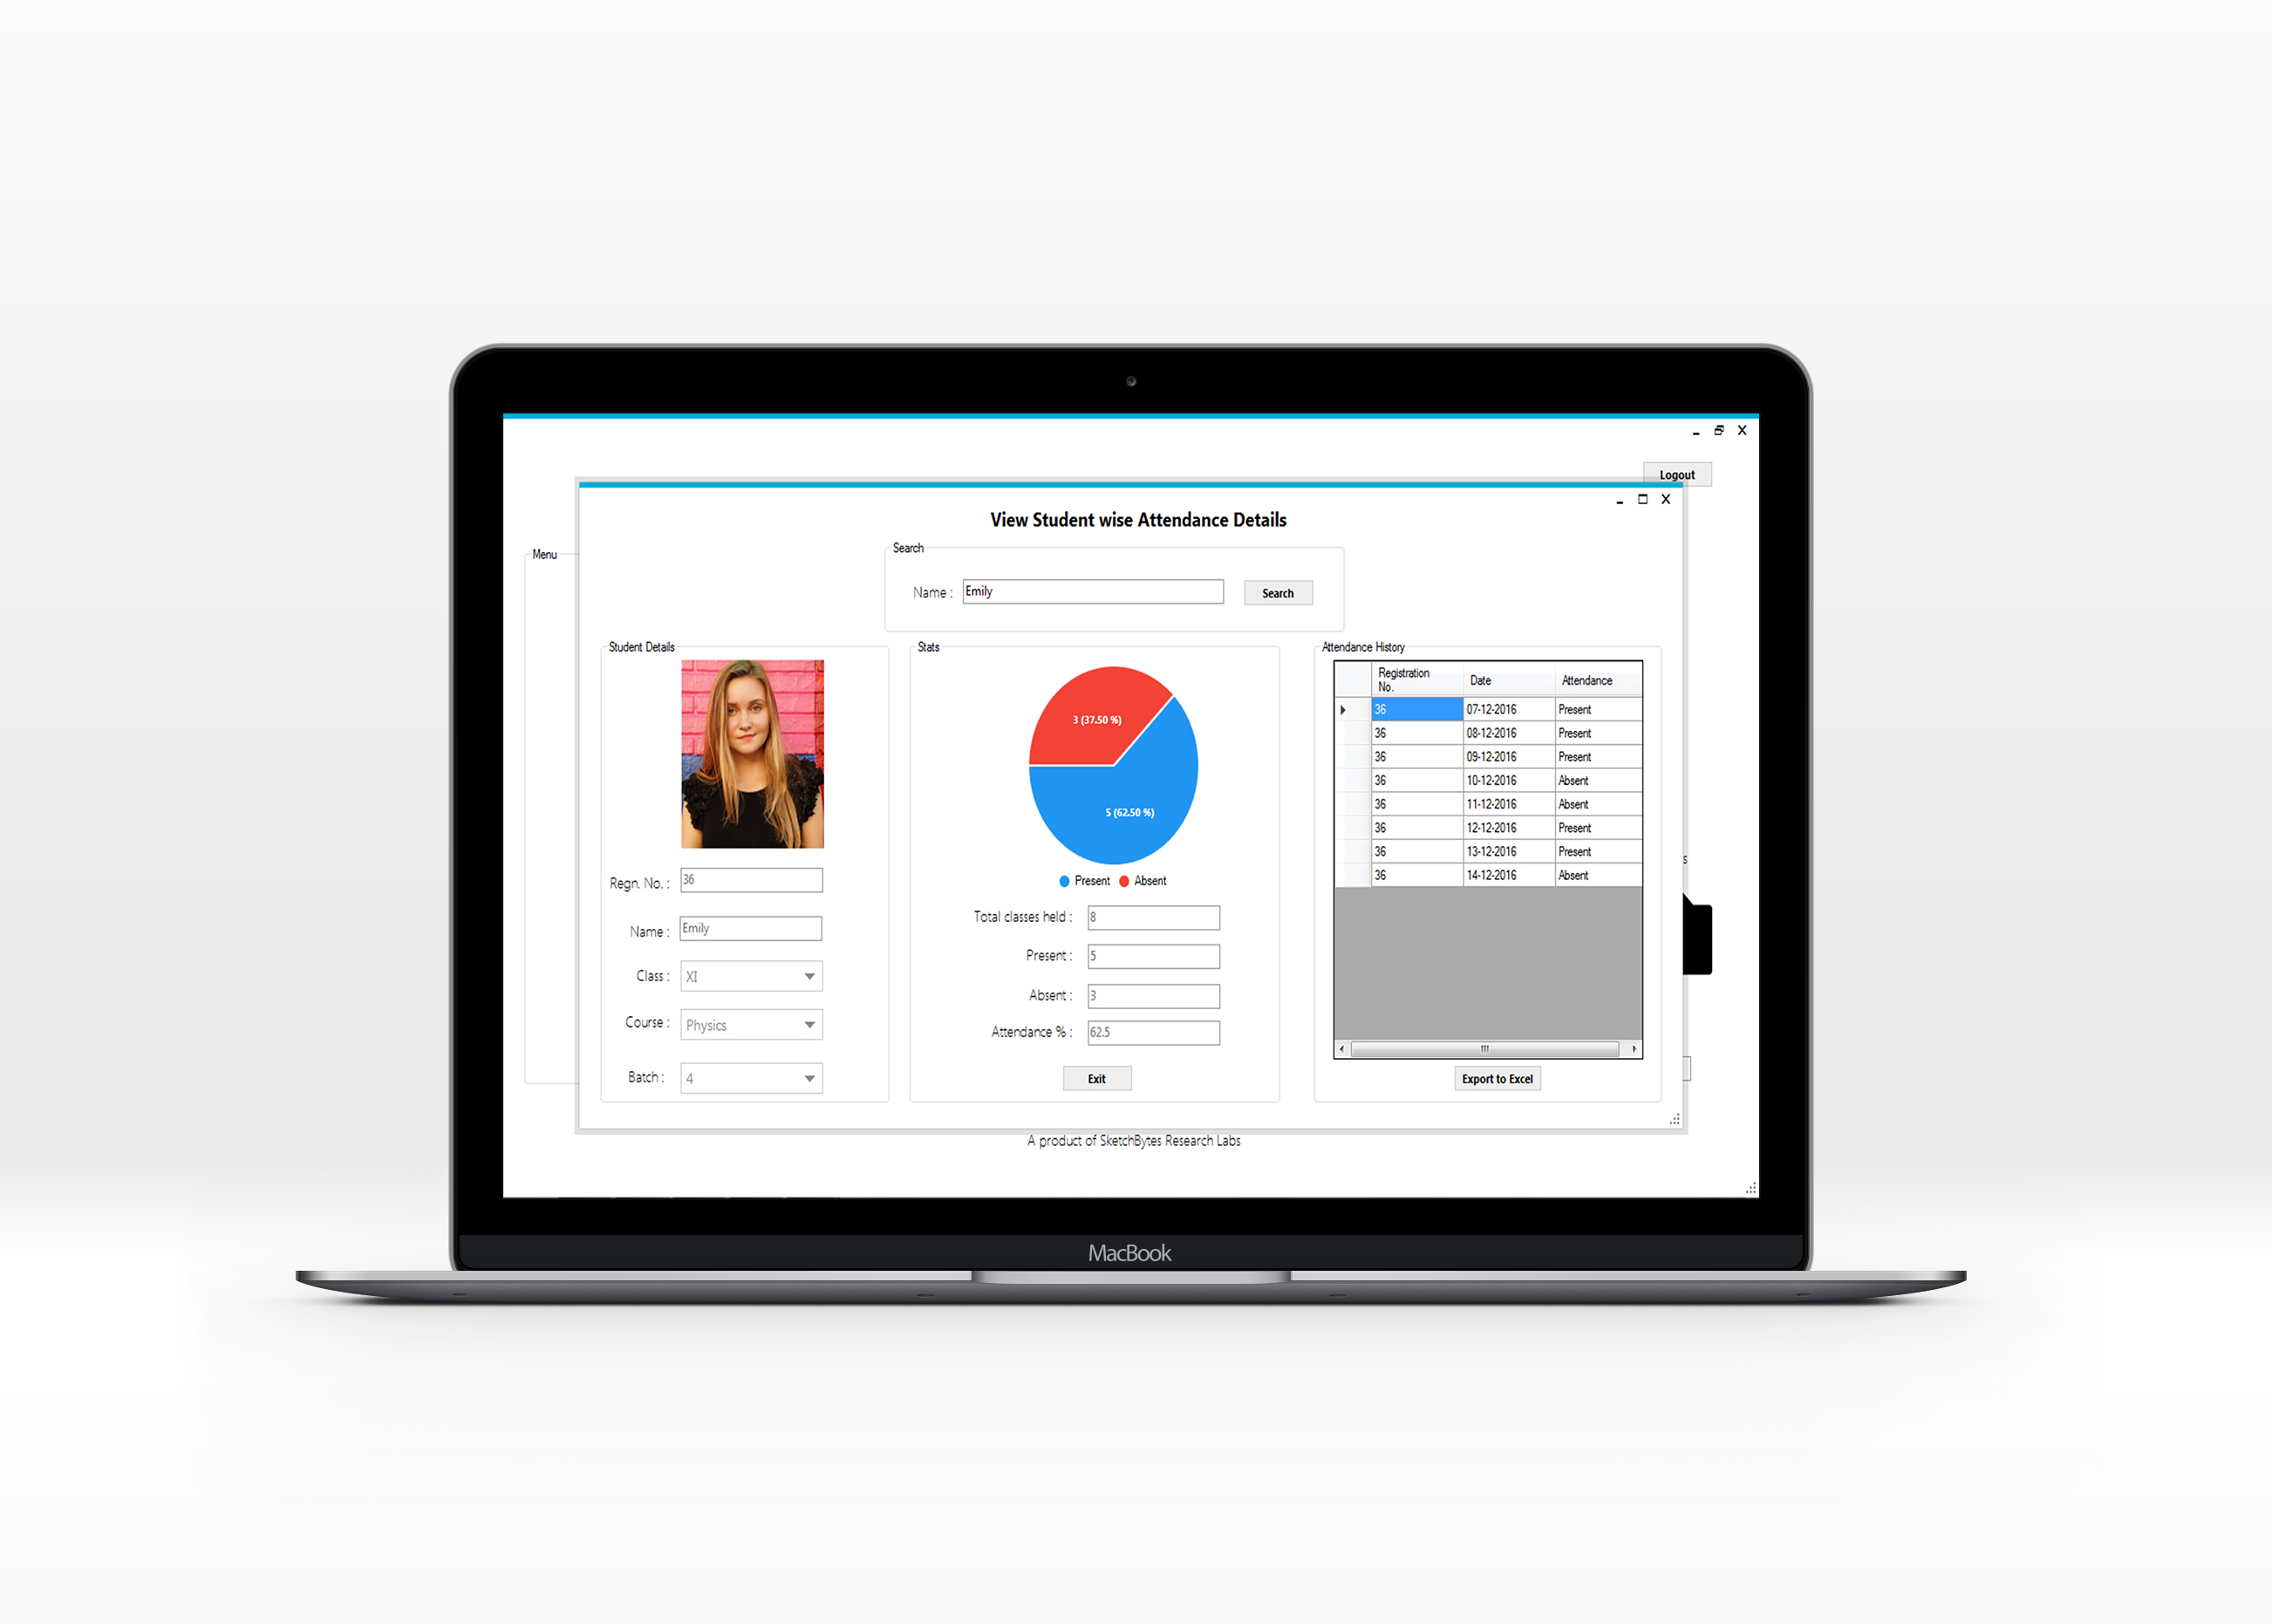 Logout
View Student wise Attendance Details
Menu
Search
Name : Emily Search
Student Details
Regn. No. : 36
Name : Emily
Class : XI
Course : Physics
Batch : 4
Stats
3 (37.50 %)
5 (62.50 %)
Present Absent
Total classes held : 8
Present : 5
Absent : 3
Attendance % : 62.5
Exit
Attendance History
Registration No. Date Attendance
36 07-12-2016 Present
36 08-12-2016 Present
36 09-12-2016 Present
36 10-12-2016 Absent
36 11-12-2016 Absent
36 12-12-2016 Present
36 13-12-2016 Present
36 14-12-2016 Absent
Export to Excel
s
A product of SketchBytes Research Labs
MacBook